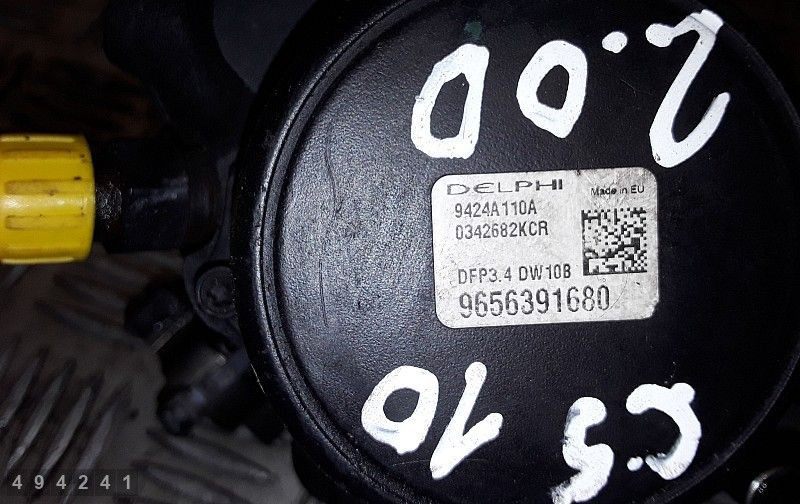 2.0D
DELPHI Made in EU
9424A110A
0342682KCR
DFP3.4 DW10B
9656391680
C5 10
494241